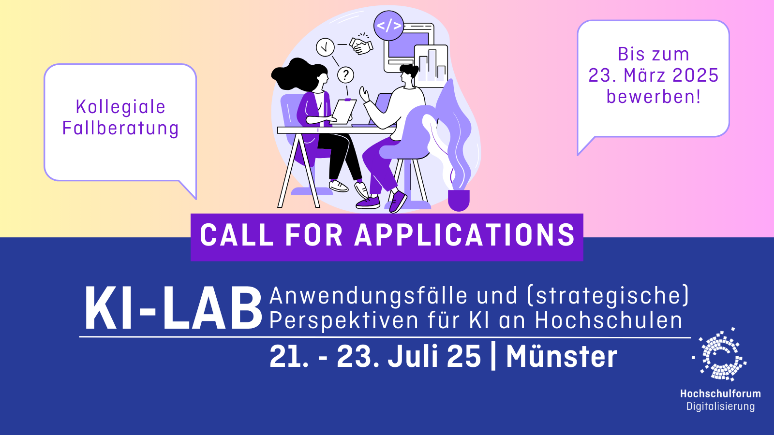 Kollegiale
Fallberatung
</>
?
Bis zum
23. März 2025
bewerben!
CALL FOR APPLICATIONS
KI-LAB
Anwendungsfälle und (strategische)
Perspektiven für KI an Hochschulen
21. - 23. Juli 25 | Münster
Hochschulforum
Digitalisierung